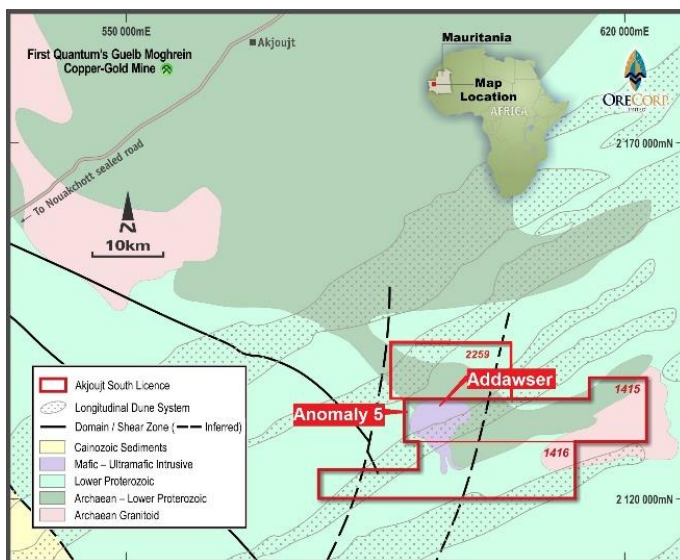 550 000mE
620 000mE
First Quantum's Guelb Moghrein
Copper-Gold Mine
Akjoujt
Mauritania
Map
Location
AFRICA
ORECORP
2 170 000mN
To Nouakchott sealed road
N
10km
2259
Addawser
1415
Anomaly 5
1416
Akjoujt South Licence
Longitudinal Dune System
Domain / Shear Zone ( Inferred)
Cainozoic Sediments
Mafic – Ultramafic Intrusive
Lower Proterozoic
Archaean – Lower Proterozoic
Archaean Granitoid
2 120 000mN